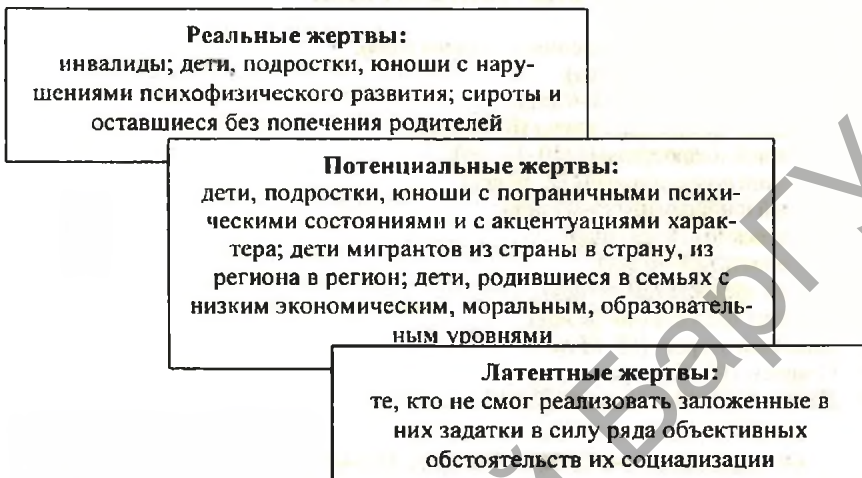 Реальные жертвы:
инвалиды; дети, подростки, юноши с нару-
шениями психофизического развития; сироты и
оставшиеся без попечения родителей
Потенциальные жертвы:
дети, подростки, юноши с пограничными психи-
ческими состояниями и с акцентуациями харак-
тера; дети мигрантов из страны в страну, из
региона в регион; дети, родившиеся в семьях с
низким экономическим, моральным, образователь-
ным уровнями
Латентные жертвы:
те, кто не смог реализовать заложенные в
них задатки в силу ряда объективных
обстоятельств их социализации
й БарГУ